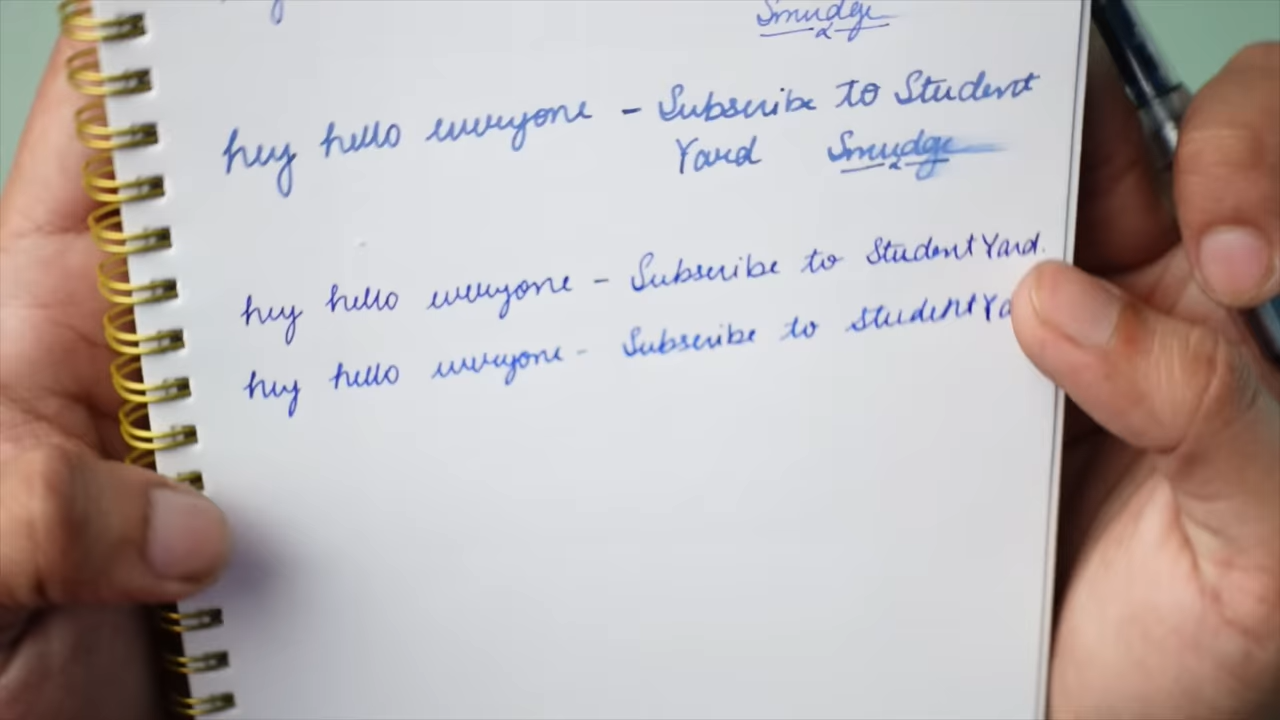 Smudge
hey hello everyone - Subscribe to Student
Yard Smudge
hey hello everyone - Subscribe to StudentYard.
hey hello everyone - Subscribe to studentYa